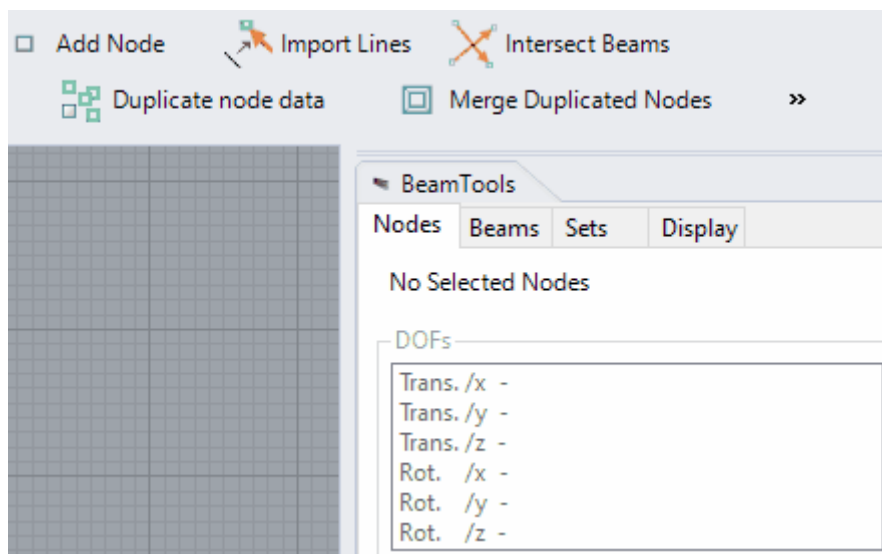 Add Node Import Lines Intersect Beams
Duplicate node data Merge Duplicated Nodes »
BeamTools
Nodes Beams Sets Display
No Selected Nodes
DOFs
Trans. /x -
Trans. /y -
Trans. /z -
Rot. /x -
Rot. /y -
Rot. /z -